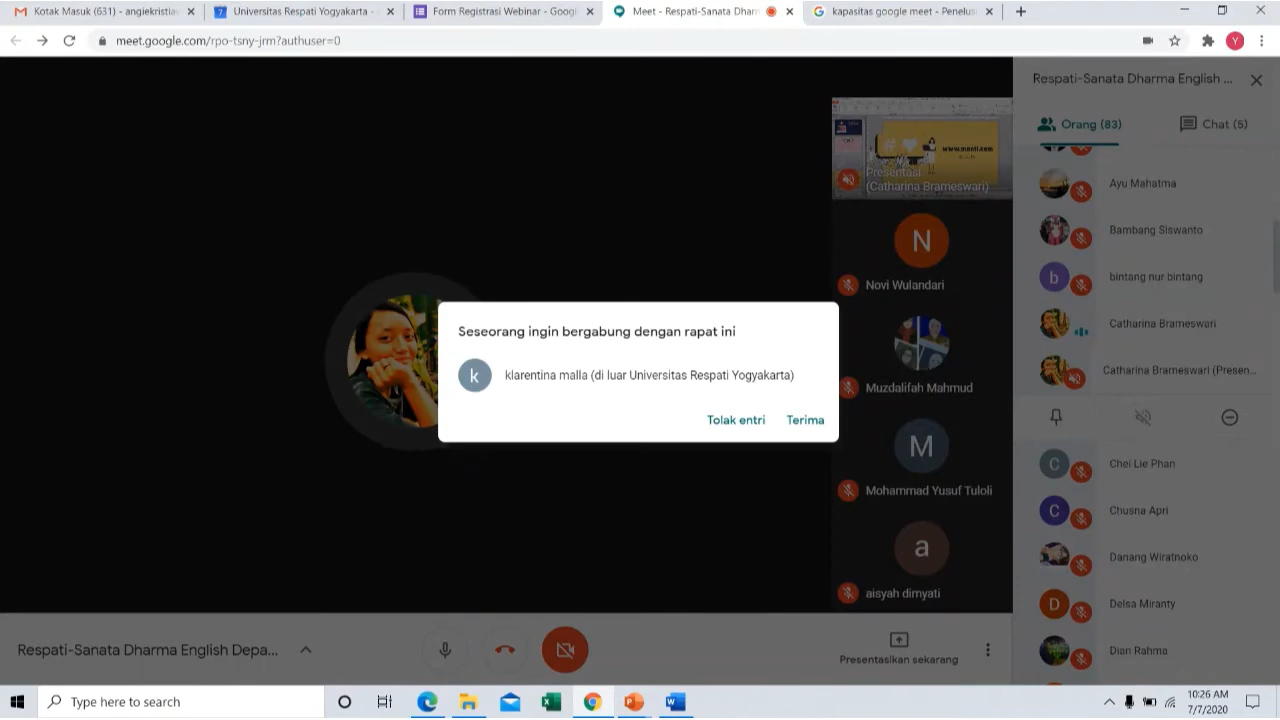 Kotak Masuk (631) - angiekristia
Universitas Respati Yogyakarta -
Form Registrasi Webinar - Googl
Meet - Respati-Sanata Dharm
kapasitas google meet - Penelus
meet.google.com/rpo-tsny-jrm?authuser=0
Y
Respati-Sanata Dharma English ...
Orang (83)
Chat (5)
www.menti.com
Presentasi
(Catharina Brameswari)
N
Novi Wulandari
Muzdalifah Mahmud
M
Mohammad Yusuf Tuloli
a
aisyah dimyati
Ayu Mahatma
Bambang Siswanto
b
bintang nur bintang
Catharina Brameswari
Catharina Brameswari (Presen...
C
Chei Lie Phan
C
Chusna Apri
Danang Wiratnoko
D
Delsa Miranty
Dian Rahma
Seseorang ingin bergabung dengan rapat ini
k
klarentina malla (di luar Universitas Respati Yogyakarta)
Tolak entri
Terima
Respati-Sanata Dharma English Depa...
Presentasikan sekarang
Type here to search
10:26 AM
7/7/2020